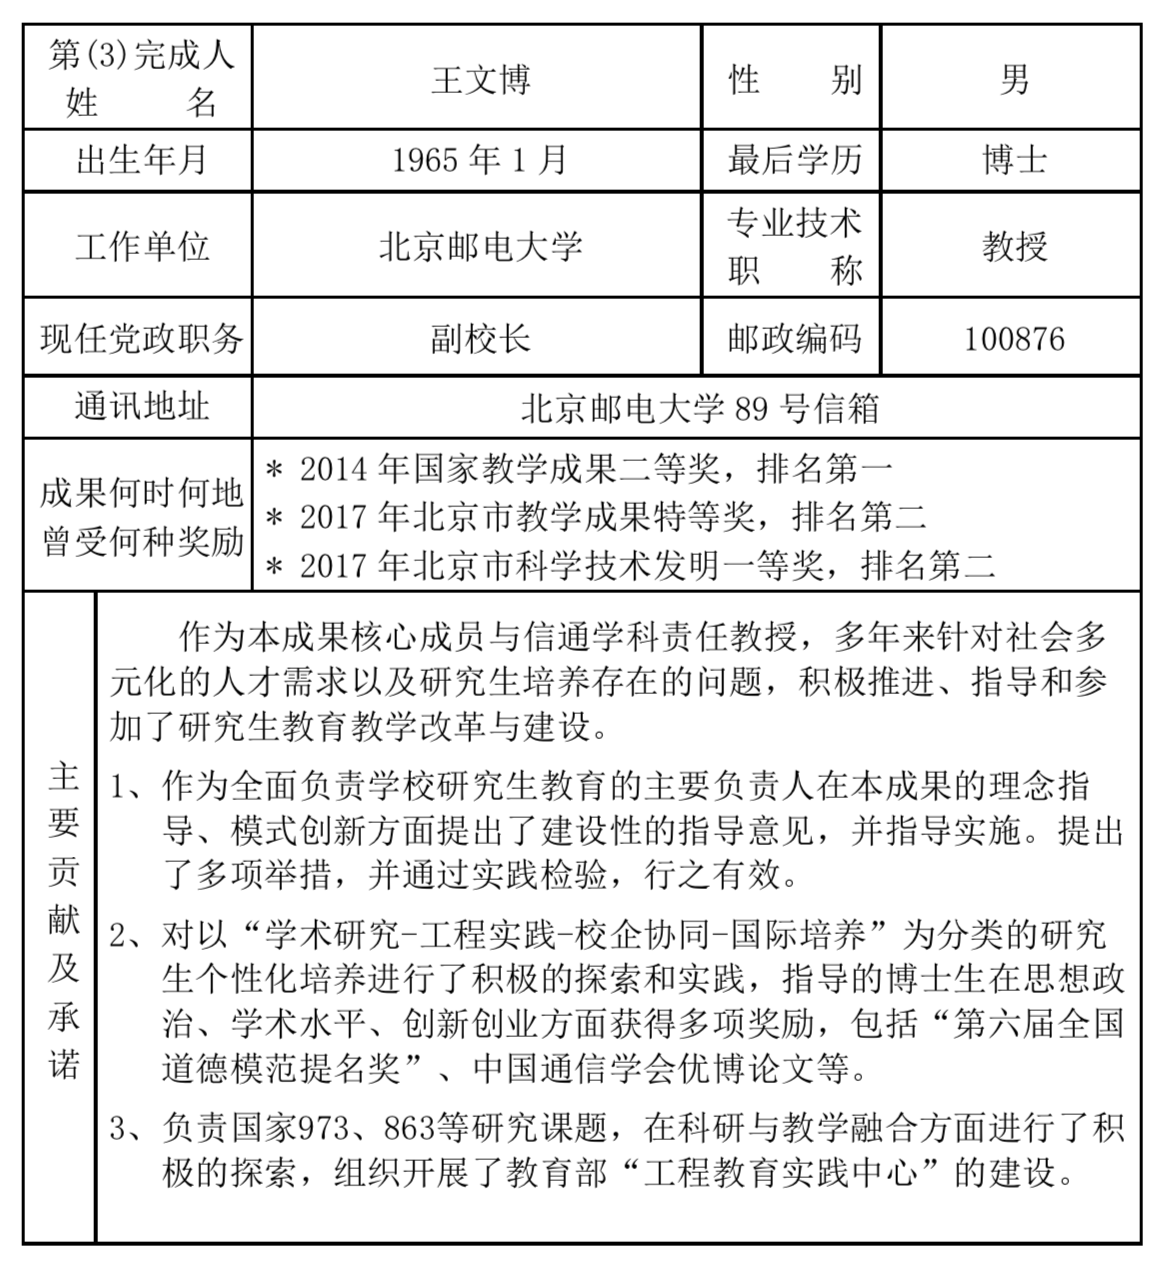 第(3)完成人
姓 名
王文博
性 别
男
出生年月
1965 年 1 月
最后学历
博士
工作单位
北京邮电大学
专业技术
职 称
教授
现任党政职务
副校长
邮政编码
100876
通讯地址
北京邮电大学 89 号信箱
成果何时何地
曾受何种奖励
* 2014 年国家教学成果二等奖，排名第一
* 2017 年北京市教学成果特等奖，排名第二
* 2017 年北京市科学技术发明一等奖，排名第二
主
要
贡
献
及
承
诺
作为本成果核心成员与信通学科责任教授，多年来针对社会多
元化的人才需求以及研究生培养存在的问题，积极推进、指导和参
加了研究生教育教学改革与建设。
1、作为全面负责学校研究生教育的主要负责人在本成果的理念指
导、模式创新方面提出了建设性的指导意见，并指导实施。提出
了多项举措，并通过实践检验，行之有效。
2、对以“学术研究-工程实践-校企协同-国际培养”为分类的研究
生个性化培养进行了积极的探索和实践，指导的博士生在思想政
治、学术水平、创新创业方面获得多项奖励，包括“第六届全国
道德模范提名奖”、中国通信学会优博论文等。
3、负责国家973、863等研究课题，在科研与教学融合方面进行了积
极的探索，组织开展了教育部“工程教育实践中心”的建设。